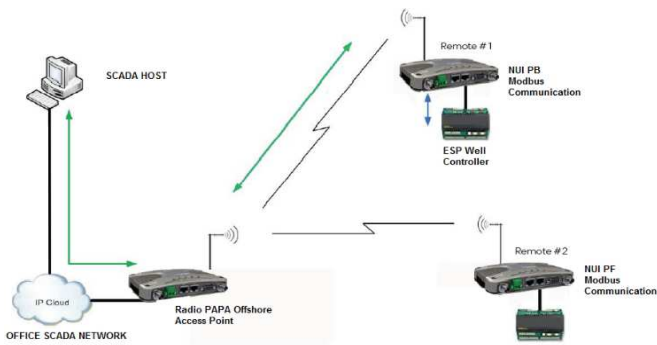 Remote #1
SCADA HOST
NUI PB
Modbus
Communication
ESP Well
Controller
Remote #2
NUI PF
Modbus
Communication
IP Cloud
Radio PAPA Offshore
Access Point
OFFICE SCADA NETWORK